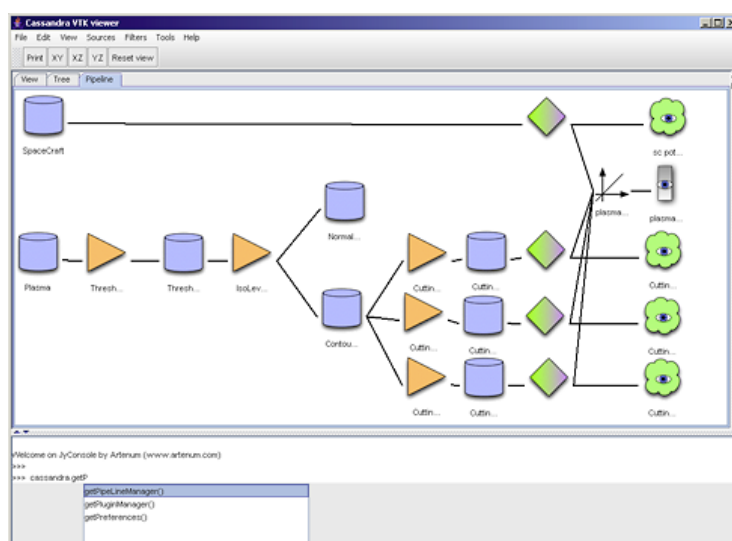 Cassandra VTK viewer
File Edit View Sources Filters Tools Help
Print XY XZ YZ Reset view
View Tree Pipeline
SpaceCraft
sc pot...
plasma...
plasma...
Normal...
Plasma
Thresh...
Thresh...
IsoLev...
Cuttin...
Cuttin...
Cuttin...
Contou...
Cuttin...
Cuttin...
Cuttin...
Cuttin...
Cuttin...
Cuttin...
Welcome on JyConsole by Artenum (www.artenum.com)
>>>
>>> cassandra.getP
getPipeLineManager()
getPluginManager()
getPreferences()